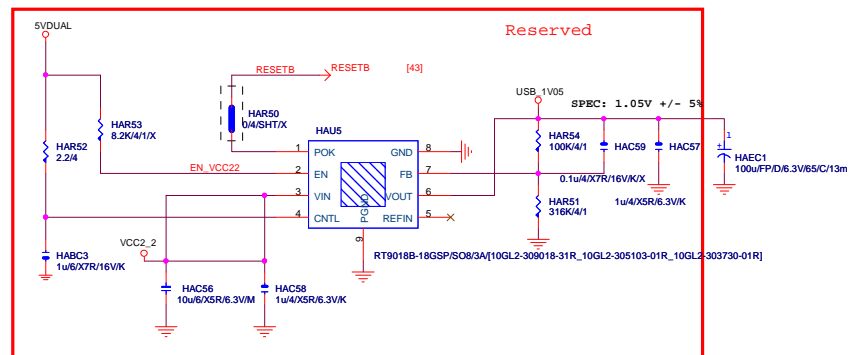 Reserved
5VDUAL
RESETB
RESETB
[43]
USB_1V05
SPEC: 1.05V +/- 5%
HAR53
8.2K/4/1/X
HAR50
0/4/SHT/X
HAU5
HAR52
2.2/4
HAR54
100K/4/1
HAC59
HAC57
1
+
HAEC1
100u/FP/D/6.3V/65/C/13m
1
POK
GND
8
EN_VCC22
2
EN
FB
7
0.1u/4/X7R/16V/K/X
3
VIN
VOUT
6
1u/4/X5R/6.3V/K
4
CNTL
PGND
REFIN
5
HAR51
316K/4/1
9
VCC2_2
HABC3
1u/6/X7R/16V/K
RT9018B-18GSP/SO8/3A/[10GL2-309018-31R_10GL2-305103-01R_10GL2-303730-01R]
HAC56
10u/6/X5R/6.3V/M
HAC58
1u/4/X5R/6.3V/K